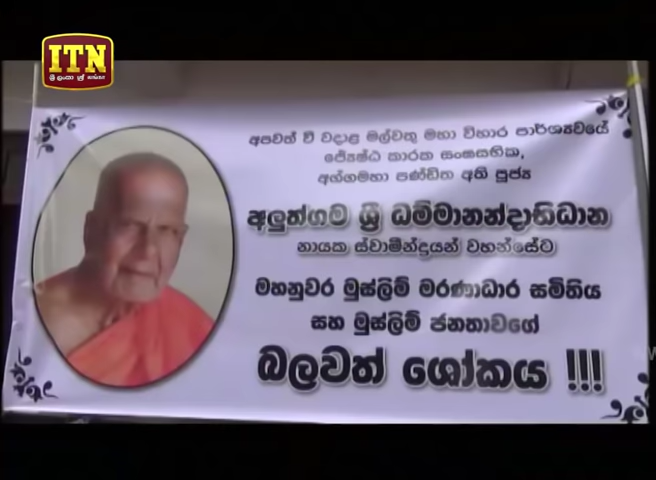 ITN
ශ්‍රී ලංකා
අපවත් වී වදාළ මල්වතු මහා විහාර පාර්ශ්වයේ
ජ්‍යෙෂ්ඨ කාරක සංඝසභික,
අග්ගමහා පණ්ඩිත අති පූජ්‍ය
අලුත්ගම ශ්‍රී ධම්මානන්දාභිධාන
නායක ස්වාමීන්ද්‍රයන් වහන්සේට
මහනුවර මුස්ලිම් මරණාධාර සමිතිය
සහ මුස්ලිම් ජනතාවගේ
බලවත් ශෝකය !!!